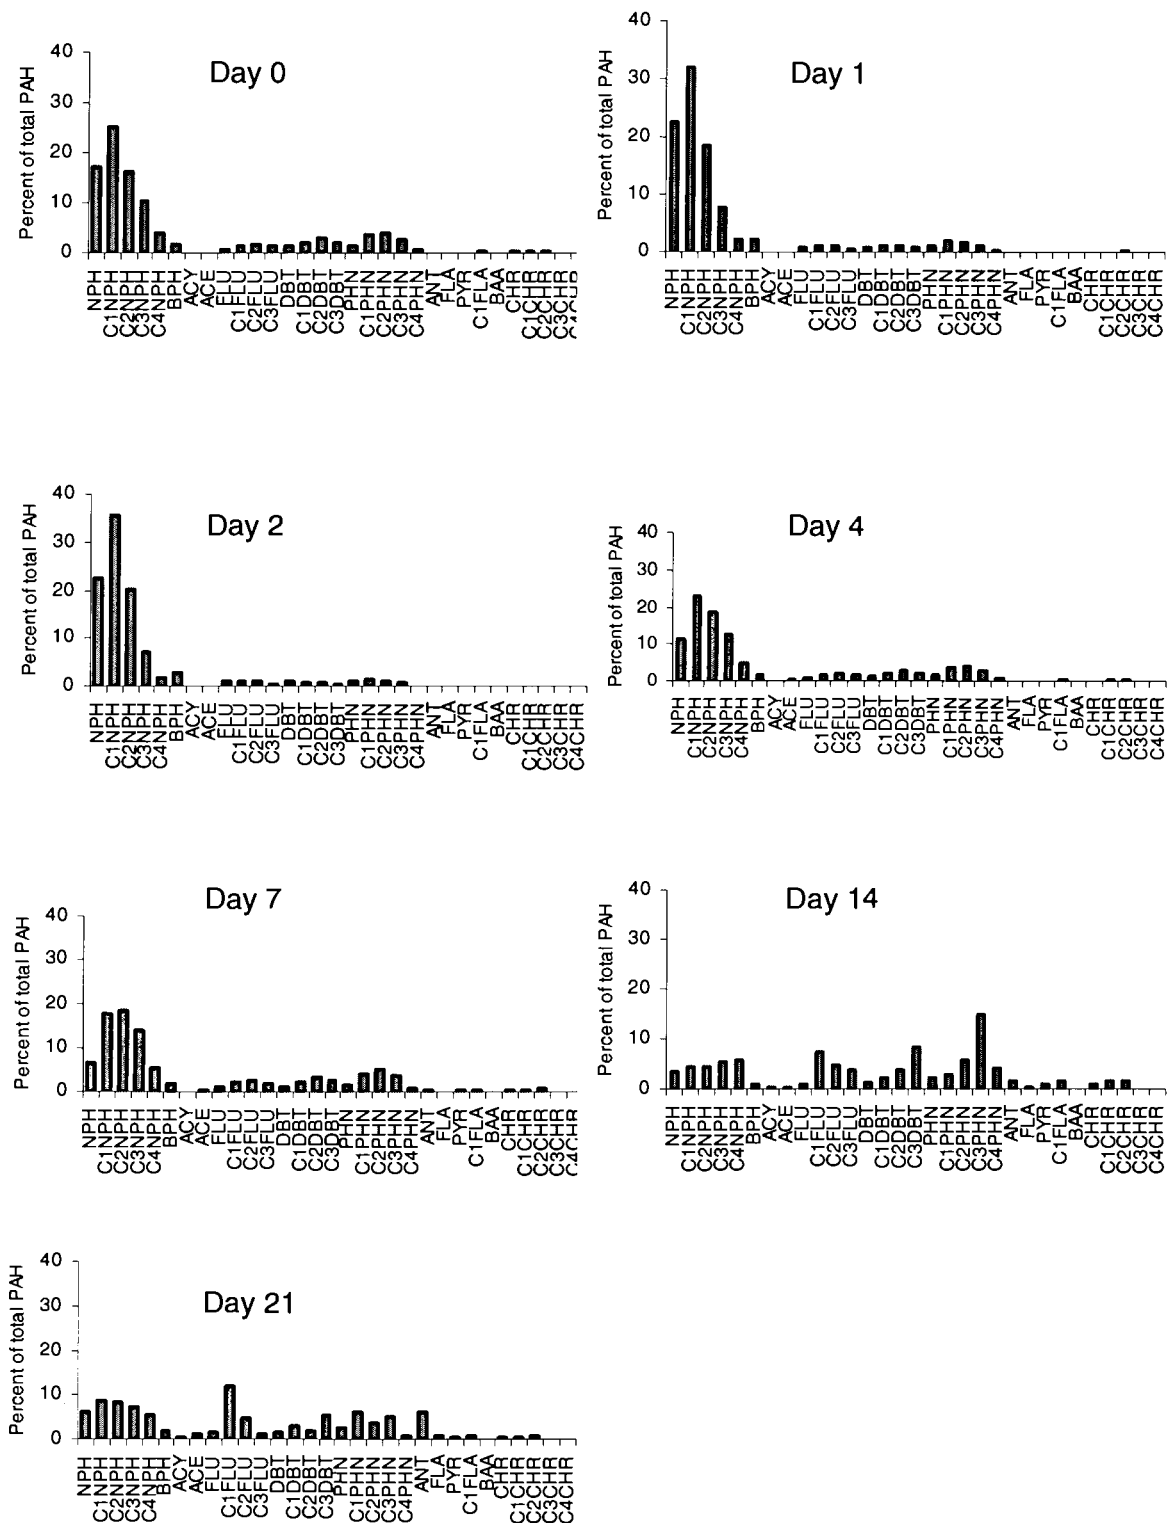 Day 0
Percent of total PAH
40
30
20
10
0
NPH
C1NPH
C2NPH
C3NPH
C4NPH
BPH
ACY
ACE
FLU
C1FLU
C2FLU
C3FLU
DBT
C1DBT
C2DBT
C3DBT
PHN
C1PHN
C2PHN
C3PHN
C4PHN
ANT
FLA
PYR
C1FLA
BAA
CHR
C1CHR
C2CHR
C3CHR
C4CHR
Day 1
Percent of total PAH
40
30
20
10
0
NPH
C1NPH
C2NPH
C3NPH
C4NPH
BPH
ACY
ACE
FLU
C1FLU
C2FLU
C3FLU
DBT
C1DBT
C2DBT
C3DBT
PHN
C1PHN
C2PHN
C3PHN
C4PHN
ANT
FLA
PYR
C1FLA
BAA
CHR
C1CHR
C2CHR
C3CHR
C4CHR
Day 2
Percent of total PAH
40
30
20
10
0
NPH
C1NPH
C2NPH
C3NPH
C4NPH
BPH
ACY
ACE
FLU
C1FLU
C2FLU
C3FLU
DBT
C1DBT
C2DBT
C3DBT
PHN
C1PHN
C2PHN
C3PHN
C4PHN
ANT
FLA
PYR
C1FLA
BAA
CHR
C1CHR
C2CHR
C3CHR
C4CHR
Day 4
Percent of total PAH
40
30
20
10
0
NPH
C1NPH
C2NPH
C3NPH
C4NPH
BPH
ACY
ACE
FLU
C1FLU
C2FLU
C3FLU
DBT
C1DBT
C2DBT
C3DBT
PHN
C1PHN
C2PHN
C3PHN
C4PHN
ANT
FLA
PYR
C1FLA
BAA
CHR
C1CHR
C2CHR
C3CHR
C4CHR
Day 7
Percent of total PAH
40
30
20
10
0
NPH
C1NPH
C2NPH
C3NPH
C4NPH
BPH
ACY
ACE
FLU
C1FLU
C2FLU
C3FLU
DBT
C1DBT
C2DBT
C3DBT
PHN
C1PHN
C2PHN
C3PHN
C4PHN
ANT
FLA
PYR
C1FLA
BAA
CHR
C1CHR
C2CHR
C3CHR
C4CHR
Day 14
Percent of total PAH
40
30
20
10
0
NPH
C1NPH
C2NPH
C3NPH
C4NPH
BPH
ACY
ACE
FLU
C1FLU
C2FLU
C3FLU
DBT
C1DBT
C2DBT
C3DBT
PHN
C1PHN
C2PHN
C3PHN
C4PHN
ANT
FLA
PYR
C1FLA
BAA
CHR
C1CHR
C2CHR
C3CHR
C4CHR
Day 21
Percent of total PAH
40
30
20
10
0
NPH
C1NPH
C2NPH
C3NPH
C4NPH
BPH
ACY
ACE
FLU
C1FLU
C2FLU
C3FLU
DBT
C1DBT
C2DBT
C3DBT
PHN
C1PHN
C2PHN
C3PHN
C4PHN
ANT
FLA
PYR
C1FLA
BAA
CHR
C1CHR
C2CHR
C3CHR
C4CHR